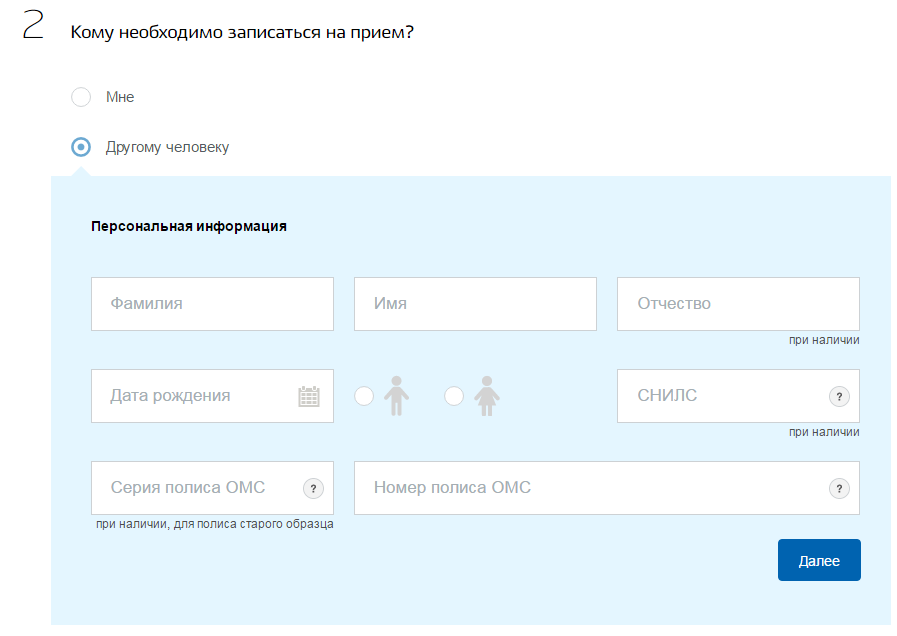 2
Кому необходимо записаться на прием?
Мне
Другому человеку
Персональная информация
Фамилия
Имя
Отчество
при наличии
Дата рождения
СНИЛС
?
при наличии
Серия полиса ОМС
?
Номер полиса ОМС
?
при наличии, для полиса старого образца
Далее